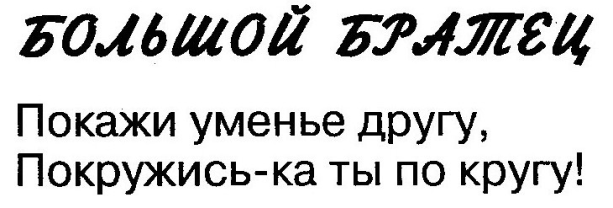 БОЛЬШОЙ БРАТЕЦ
Покажи уменье другу,
Покружись-ка ты по кругу!